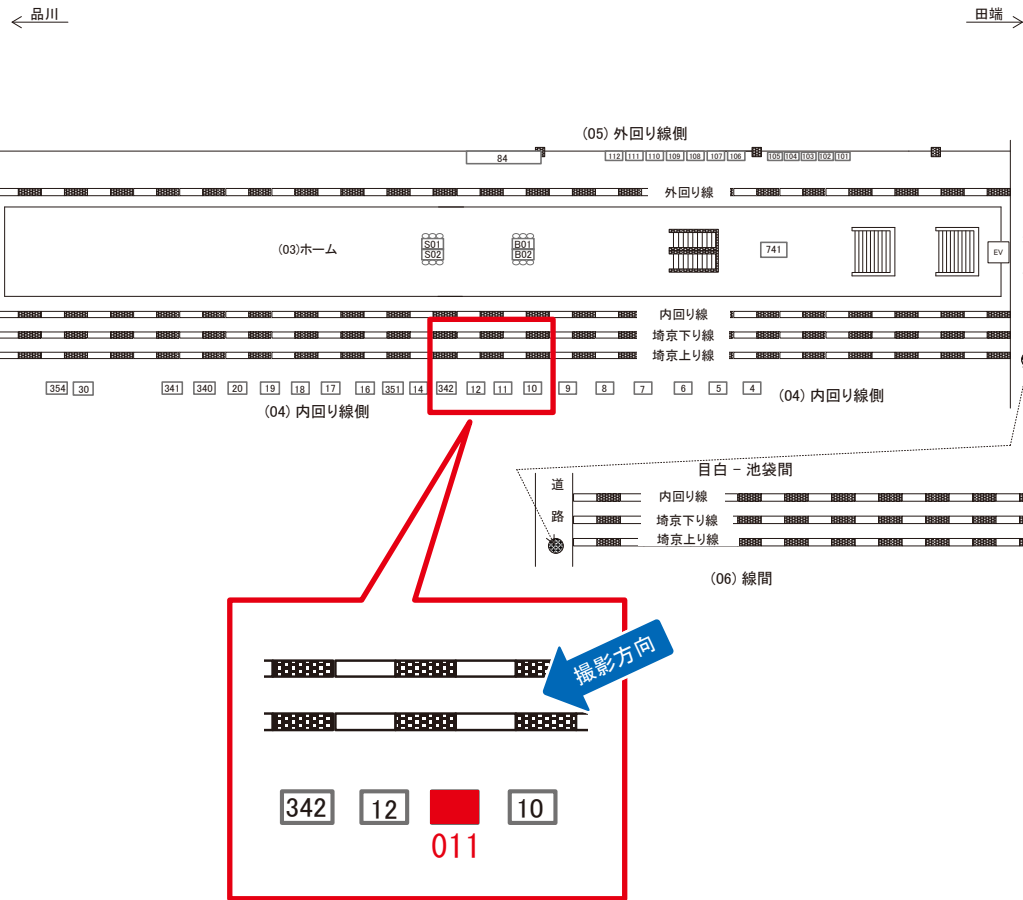 品川
田端
(05) 外回り線側
84
112 111 110 109 108 107 106 105 104 103 102 101
外回り線
(03)ホーム
S01
S02
B01
B02
741
EV
内回り線
埼京下り線
埼京上り線
354 30 341 340 20 19 18 17 16 351 14 342 12 11 10 9 8 7 6 5 4
(04) 内回り線側
(04) 内回り線側
目白 - 池袋間
道路
内回り線
埼京下り線
埼京上り線
(06) 線間
撮影方向
342 12 10
011